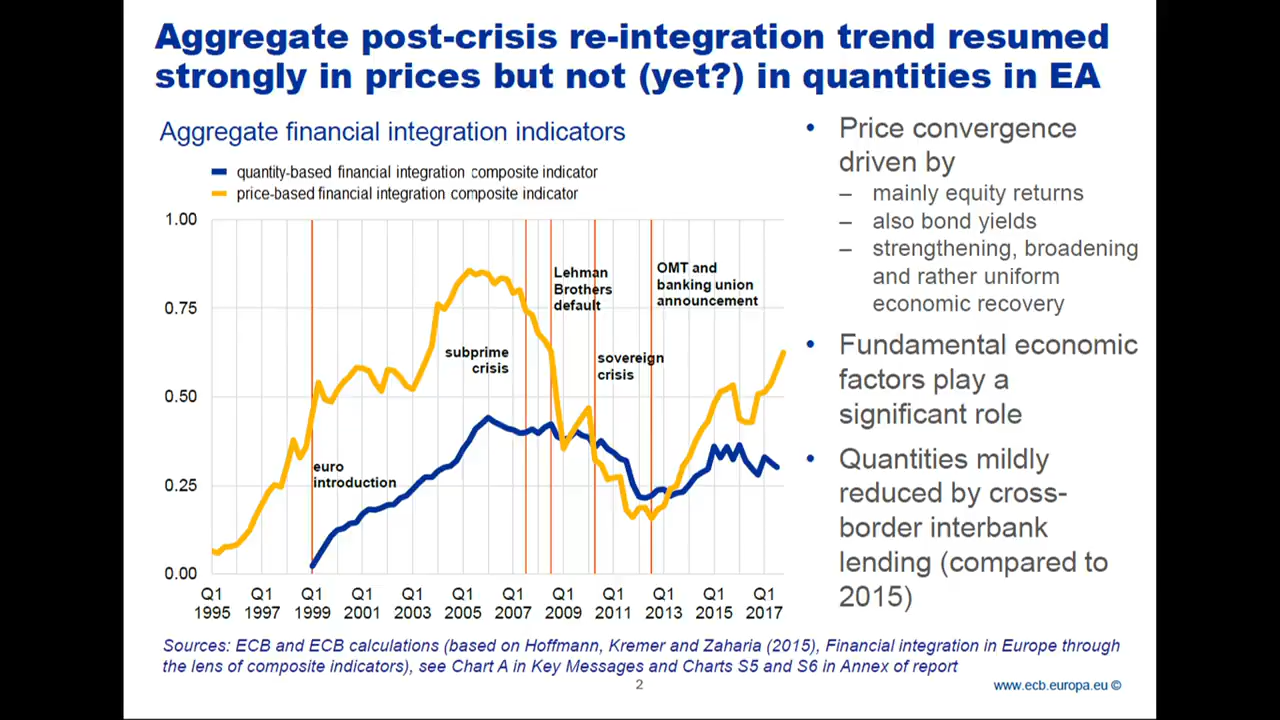 Aggregate post-crisis re-integration trend resumed
strongly in prices but not (yet?) in quantities in EA
Aggregate financial integration indicators
quantity-based financial integration composite indicator
price-based financial integration composite indicator
1.00
0.75
0.50
0.25
0.00
euro
introduction
subprime
crisis
Lehman
Brothers
default
sovereign
crisis
OMT and
banking union
announcement
Q1 Q1 Q1 Q1 Q1 Q1 Q1 Q1 Q1 Q1 Q1 Q1
1995 1997 1999 2001 2003 2005 2007 2009 2011 2013 2015 2017
• Price convergence
driven by
– mainly equity returns
– also bond yields
– strengthening, broadening
and rather uniform
economic recovery
• Fundamental economic
factors play a
significant role
• Quantities mildly
reduced by cross-
border interbank
lending (compared to
2015)
Sources: ECB and ECB calculations (based on Hoffmann, Kremer and Zaharia (2015), Financial integration in Europe through
the lens of composite indicators), see Chart A in Key Messages and Charts S5 and S6 in Annex of report
2
www.ecb.europa.eu ©